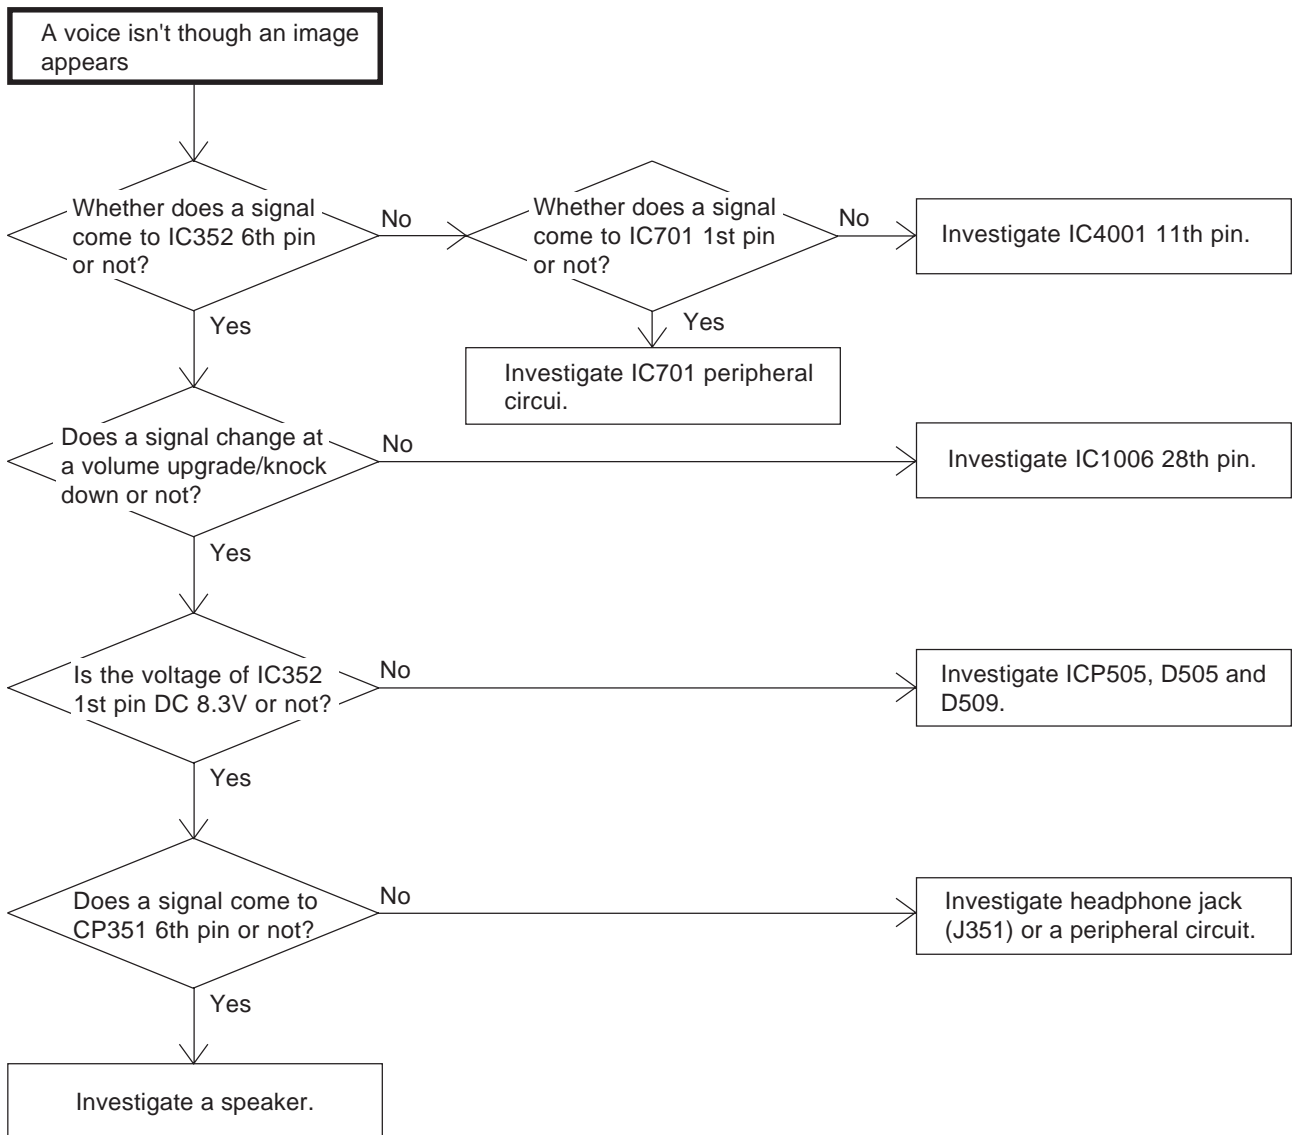 A voice isn't though an image
appears
Whether does a signal
come to IC352 6th pin
or not?
No
Whether does a signal
come to IC701 1st pin
or not?
No
Investigate IC4001 11th pin.
Yes
Yes
Investigate IC701 peripheral
circui.
Does a signal change at
a volume upgrade/knock
down or not?
No
Investigate IC1006 28th pin.
Yes
Is the voltage of IC352
1st pin DC 8.3V or not?
No
Investigate ICP505, D505 and
D509.
Yes
Does a signal come to
CP351 6th pin or not?
No
Investigate headphone jack
(J351) or a peripheral circuit.
Yes
Investigate a speaker.